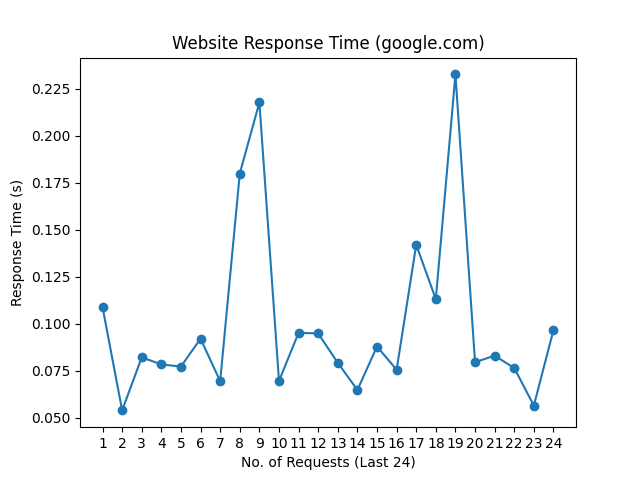 Website Response Time (google.com)
Response Time (s)
0.225
0.200
0.175
0.150
0.125
0.100
0.075
0.050
1 2 3 4 5 6 7 8 9 10 11 12 13 14 15 16 17 18 19 20 21 22 23 24
No. of Requests (Last 24)